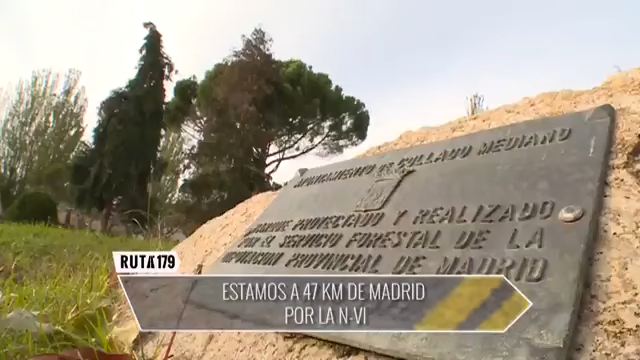 AYUNTAMIENTO DE COLLADO MEDIANO
PARQUE PROYECTADO Y REALIZADO
POR EL SERVICIO FORESTAL DE LA
DIPUTACION PROVINCIAL DE MADRID
RUTA179
ESTAMOS A 47 KM DE MADRID
POR LA N-VI